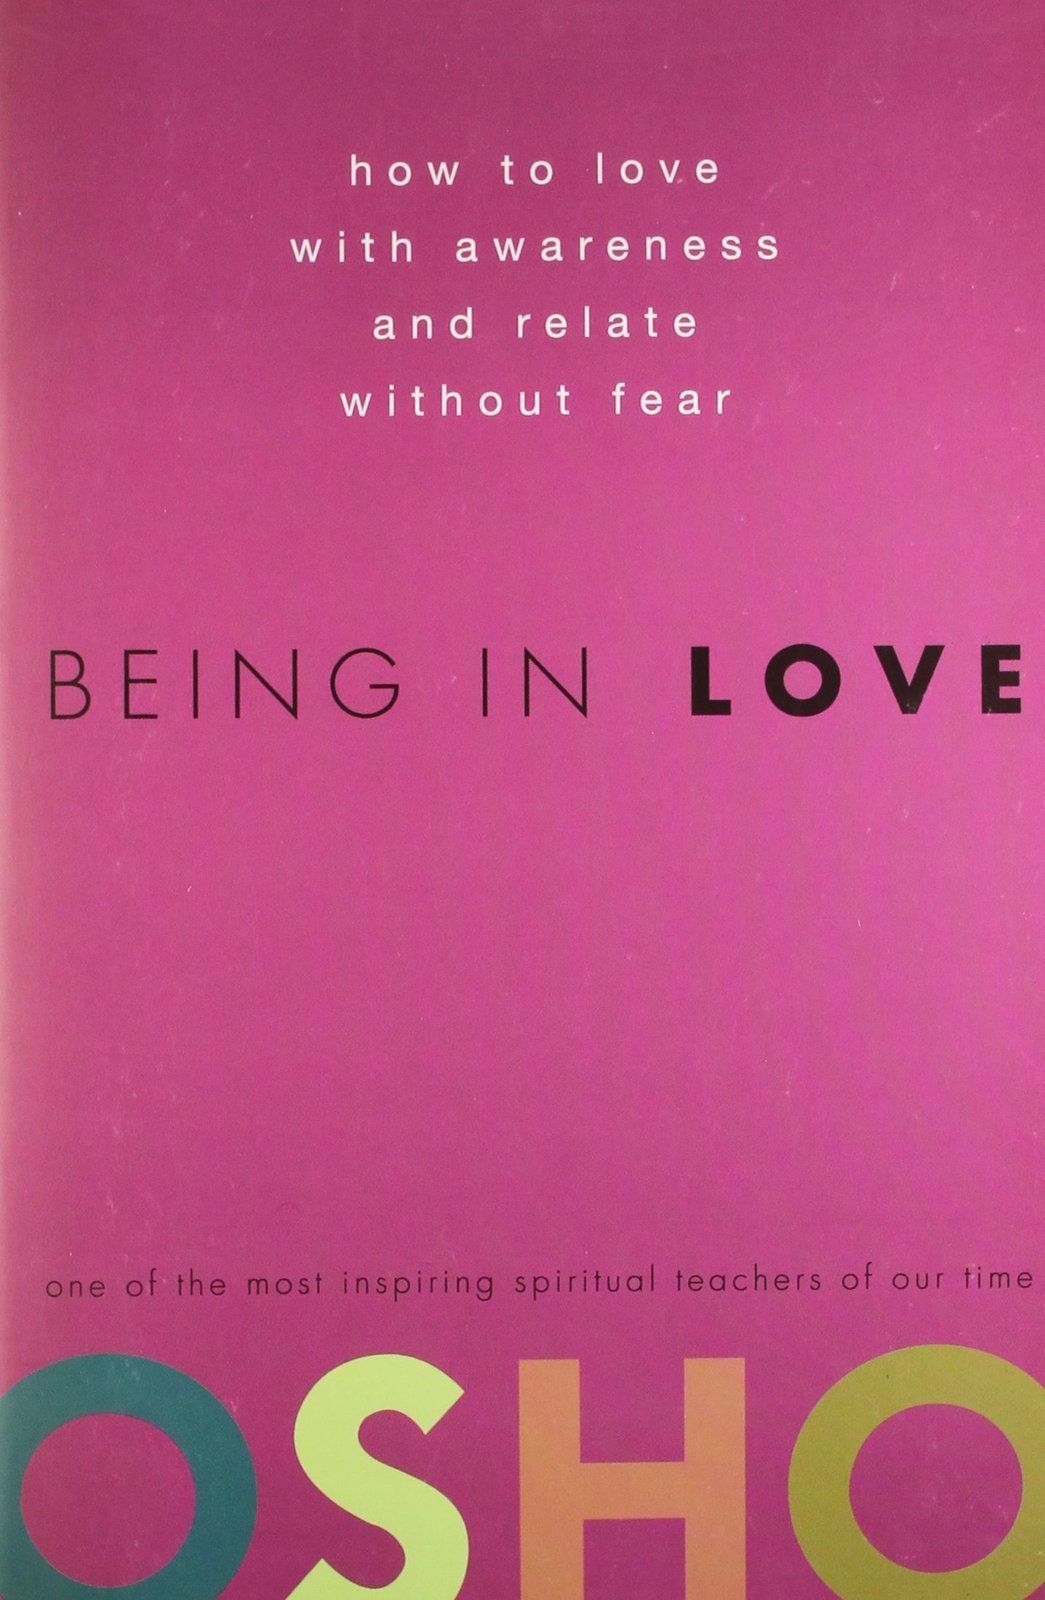 how to love
with awareness
and relate
without fear
BEING IN LOVE
one of the most inspiring spiritual teachers of our time
OSHO